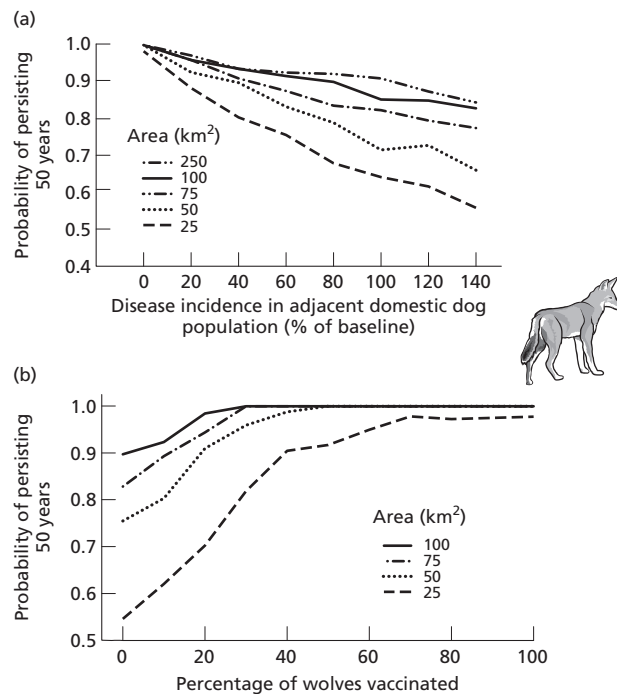 (a)
Probability of persisting
50 years
1.0
0.9
0.8
0.7
0.6
0.5
0.4
Area (km²)
250
100
75
50
25
0 20 40 60 80 100 120 140
Disease incidence in adjacent domestic dog
population (% of baseline)
(b)
Probability of persisting
50 years
1.0
0.9
0.8
0.7
0.6
0.5
Area (km²)
100
75
50
25
0 20 40 60 80 100
Percentage of wolves vaccinated